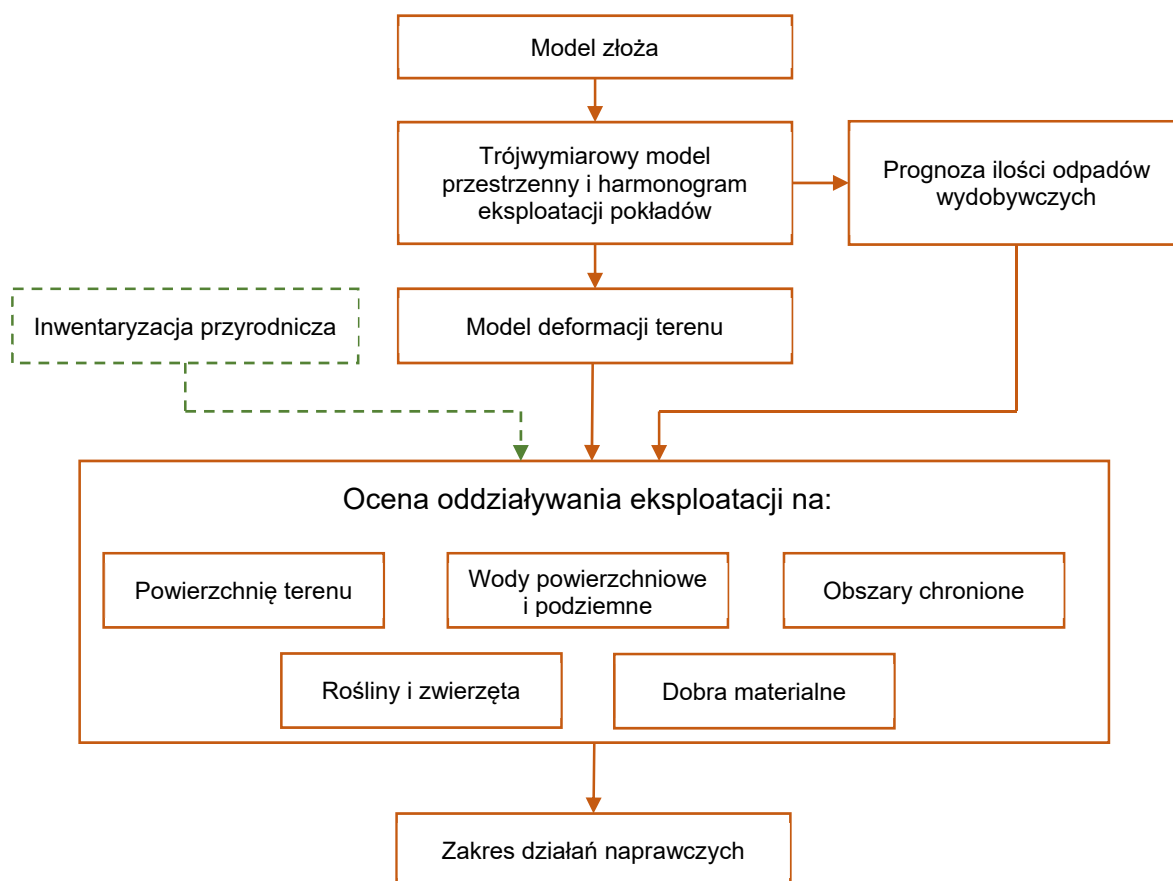 Model złoża
Trójwymiarowy model
przestrzenny i harmonogram
eksploatacji pokładów
Prognoza ilości odpadów
wydobywczych
Inwentaryzacja przyrodnicza
Model deformacji terenu
Ocena oddziaływania eksploatacji na:
Powierzchnię terenu
Wody powierzchniowe
i podziemne
Obszary chronione
Rośliny i zwierzęta
Dobra materialne
Zakres działań naprawczych